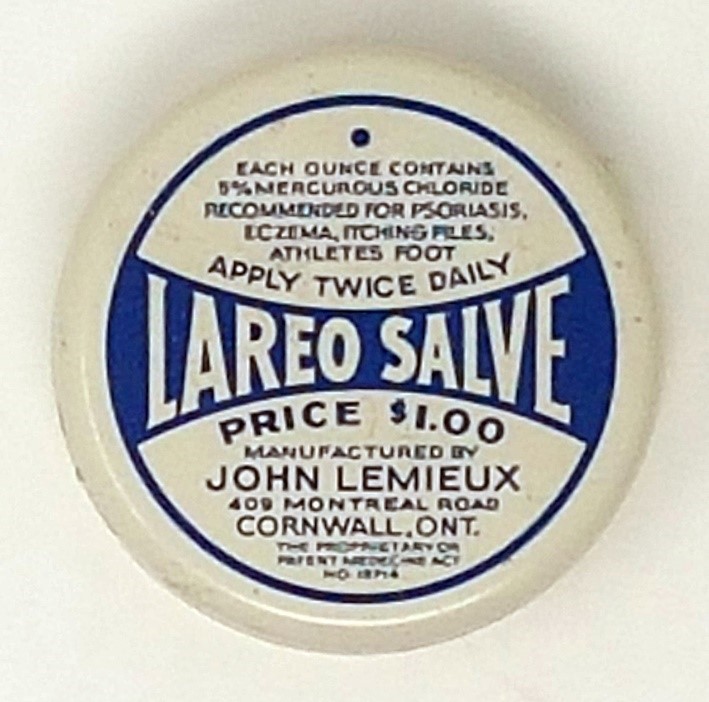 EACH OUNCE CONTAINS
5% MERCUROUS CHLORIDE
RECOMMENDED FOR PSORIASIS,
ECZEMA, ITCHING PILES,
ATHLETES FOOT
APPLY TWICE DAILY
LAREO SALVE
PRICE $1.00
MANUFACTURED BY
JOHN LEMIEUX
409 MONTREAL ROAD
CORNWALL, ONT.
THE PROPRIETARY OR
PATENT MEDICINE ACT
NO.